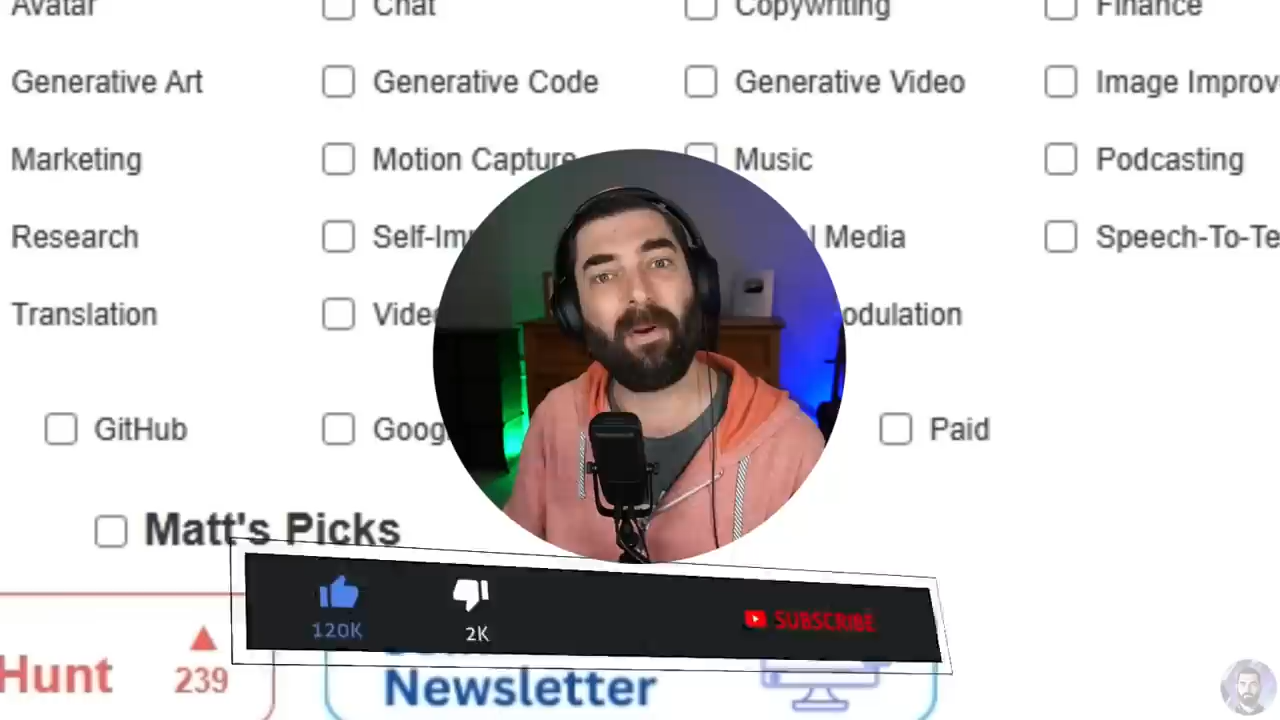 Avatar Chat Copywriting Finance
Generative Art Generative Code Generative Video Image Improv
Marketing Motion Capture Music Podcasting
Research Self-Im l Media Speech-To-Te
Translation Vide odulation
GitHub Goog Paid
Matt's Picks
120K 2K SUBSCRIBE
Hunt 239
Newsletter